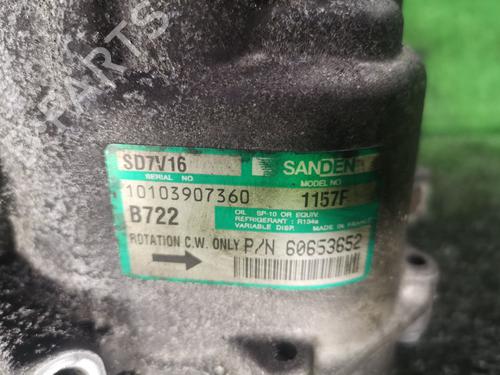 PARTS
SD7V16 SANDEN
SERIAL NO MODEL NO
10103907360 1157F
B722 OIL SP-10 OR EQUIV.
REFRIGERANT : R134a
VARIABLE DISP. MADE IN FRANCE
ROTATION C.W. ONLY P/N 60653652